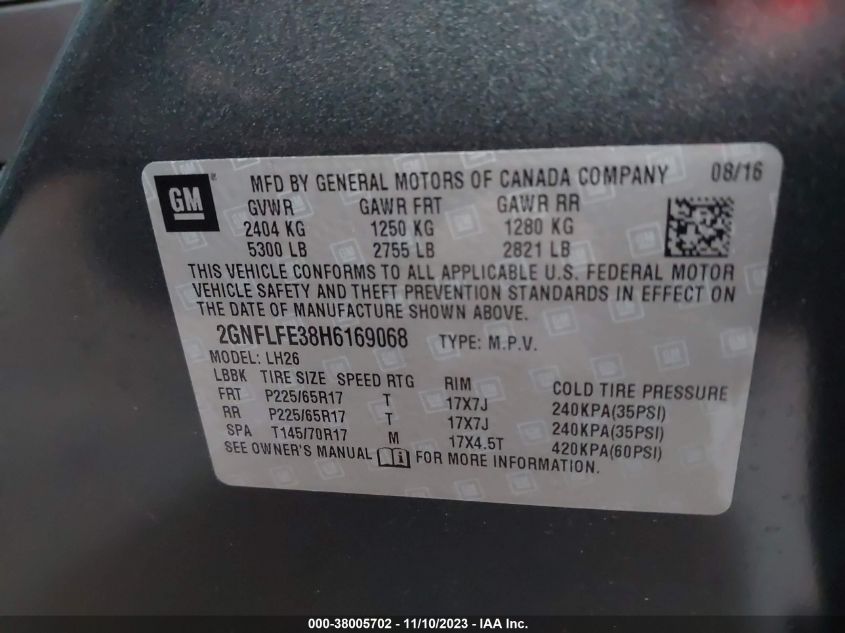 GM
MFD BY GENERAL MOTORS OF CANADA COMPANY 08/16
GVWR GAWR FRT GAWR RR
2404 KG 1250 KG 1280 KG
5300 LB 2755 LB 2821 LB
THIS VEHICLE CONFORMS TO ALL APPLICABLE U.S. FEDERAL MOTOR
VEHICLE SAFETY AND THEFT PREVENTION STANDARDS IN EFFECT ON
THE DATE OF MANUFACTURE SHOWN ABOVE.
2GNFLFE38H6169068 TYPE: M.P.V.
MODEL: LH26
LBBK TIRE SIZE SPEED RTG RIM COLD TIRE PRESSURE
FRT P225/65R17 T 17X7J 240KPA(35PSI)
RR P225/65R17 T 17X7J 240KPA(35PSI)
SPA T145/70R17 M 17X4.5T 420KPA(60PSI)
SEE OWNER'S MANUAL FOR MORE INFORMATION.
000-38005702 - 11/10/2023 - IAA Inc.